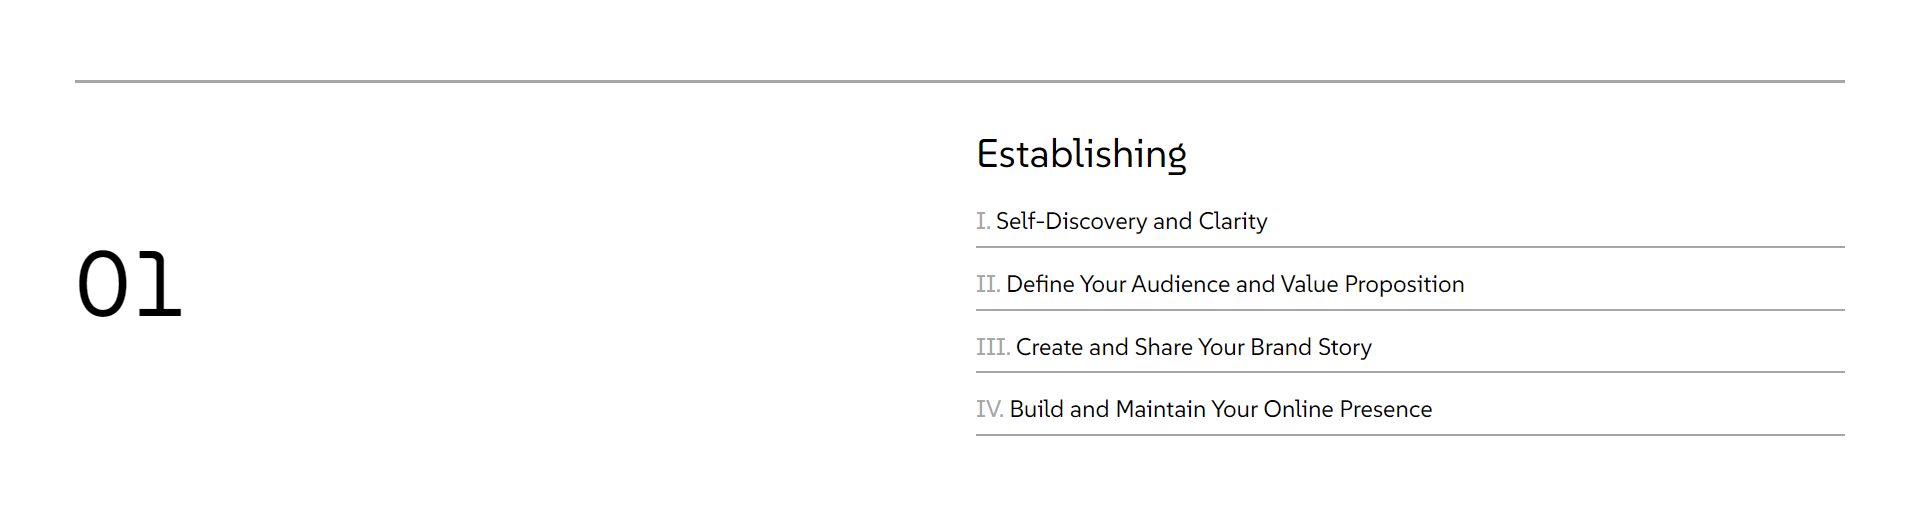 01
Establishing
I. Self-Discovery and Clarity
II. Define Your Audience and Value Proposition
III. Create and Share Your Brand Story
IV. Build and Maintain Your Online Presence